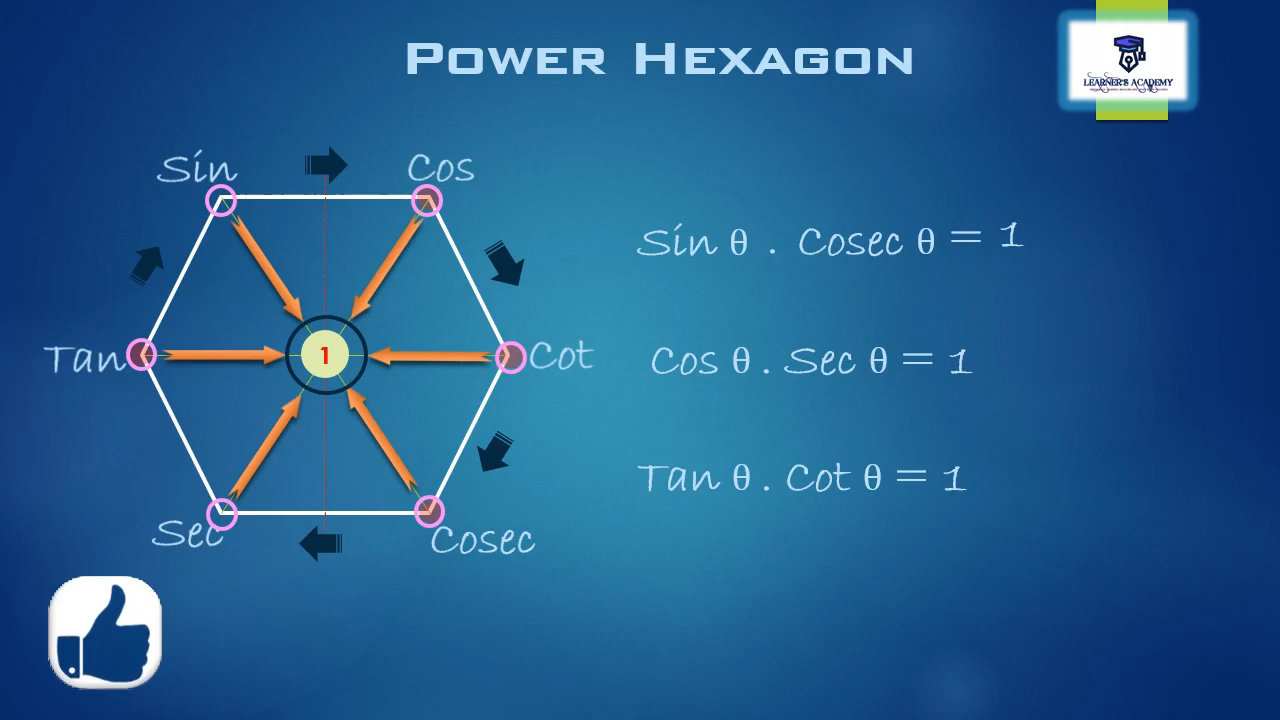 Power Hexagon
LEARNER'S ACADEMY
Sin
Cos
Sin θ . Cosec θ = 1
Tan
1
Cot
Cos θ . Sec θ = 1
Tan θ . Cot θ = 1
Sec
Cosec